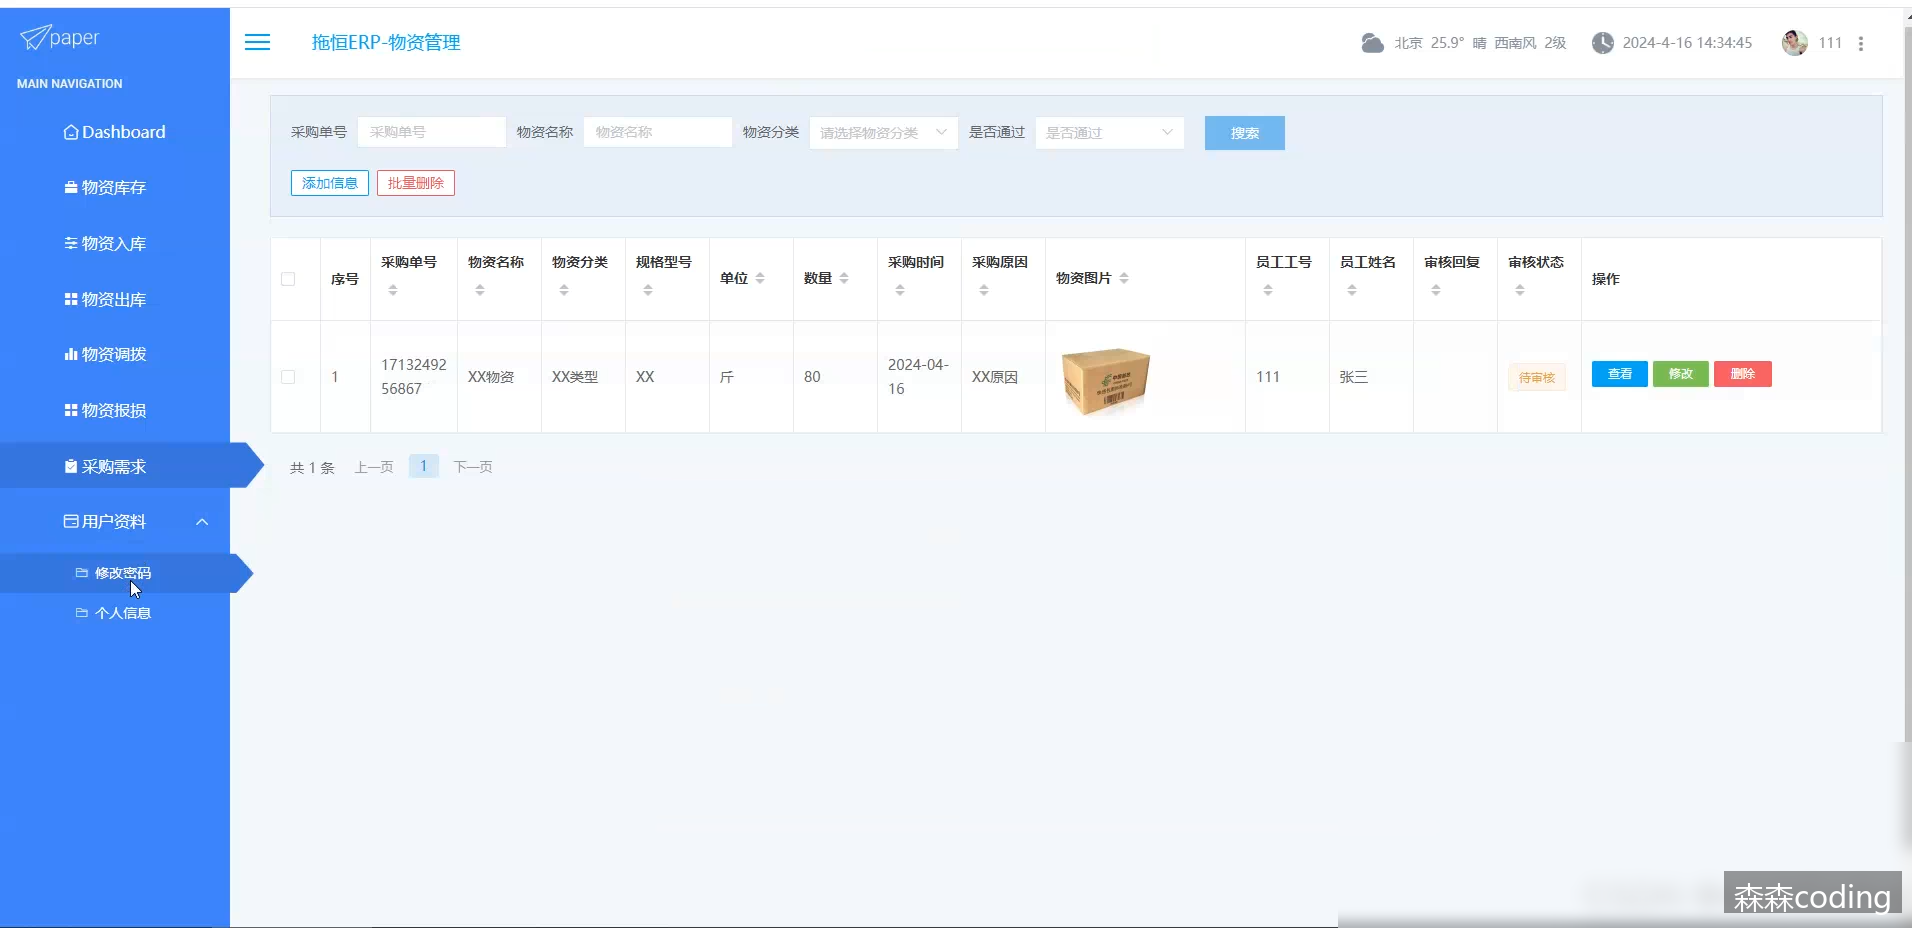 paper
拖恒ERP-物资管理
北京 25.9° 晴 西南风 2级
2024-4-16 14:34:45
111
MAIN NAVIGATION
Dashboard
物资库存
物资入库
物资出库
物资调拨
物资报损
采购需求
用户资料
修改密码
个人信息
采购单号 采购单号 物资名称 物资名称 物资分类 请选择物资分类 是否通过 是否通过 搜索
添加信息 批量删除
序号 采购单号 物资名称 物资分类 规格型号 单位 数量 采购时间 采购原因 物资图片 员工工号 员工姓名 审核回复 审核状态 操作
1 17132492 XX物资 XX类型 XX 斤 80 2024-04- XX原因 111 张三 待审核 查看 修改 删除
56867 16
共 1 条 上一页 1 下一页
森森coding